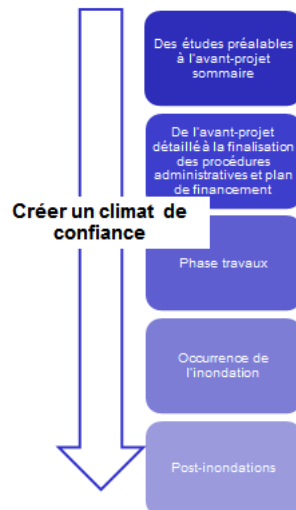 Des études préalables
à l'avant-projet
sommaire
De l'avant-projet
détaillé à la finalisation
des procédures
administratives et plan
de financement
Créer un climat de
confiance
Phase travaux
Occurrence de
l'inondation
Post-inondations